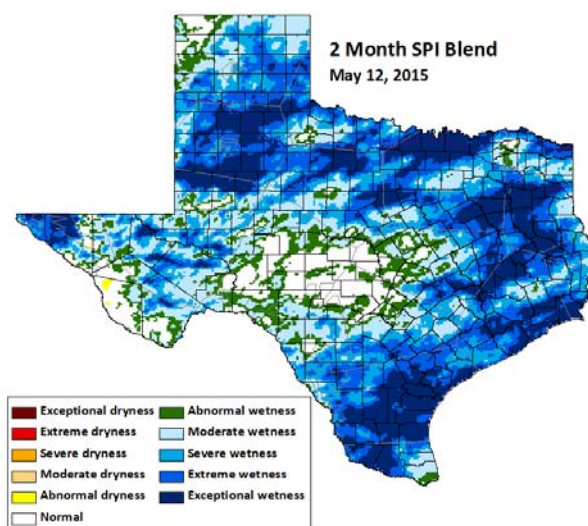 2 Month SPI Blend
May 12, 2015
Exceptional dryness
Extreme dryness
Severe dryness
Moderate dryness
Abnormal dryness
Normal
Abnormal wetness
Moderate wetness
Severe wetness
Extreme wetness
Exceptional wetness